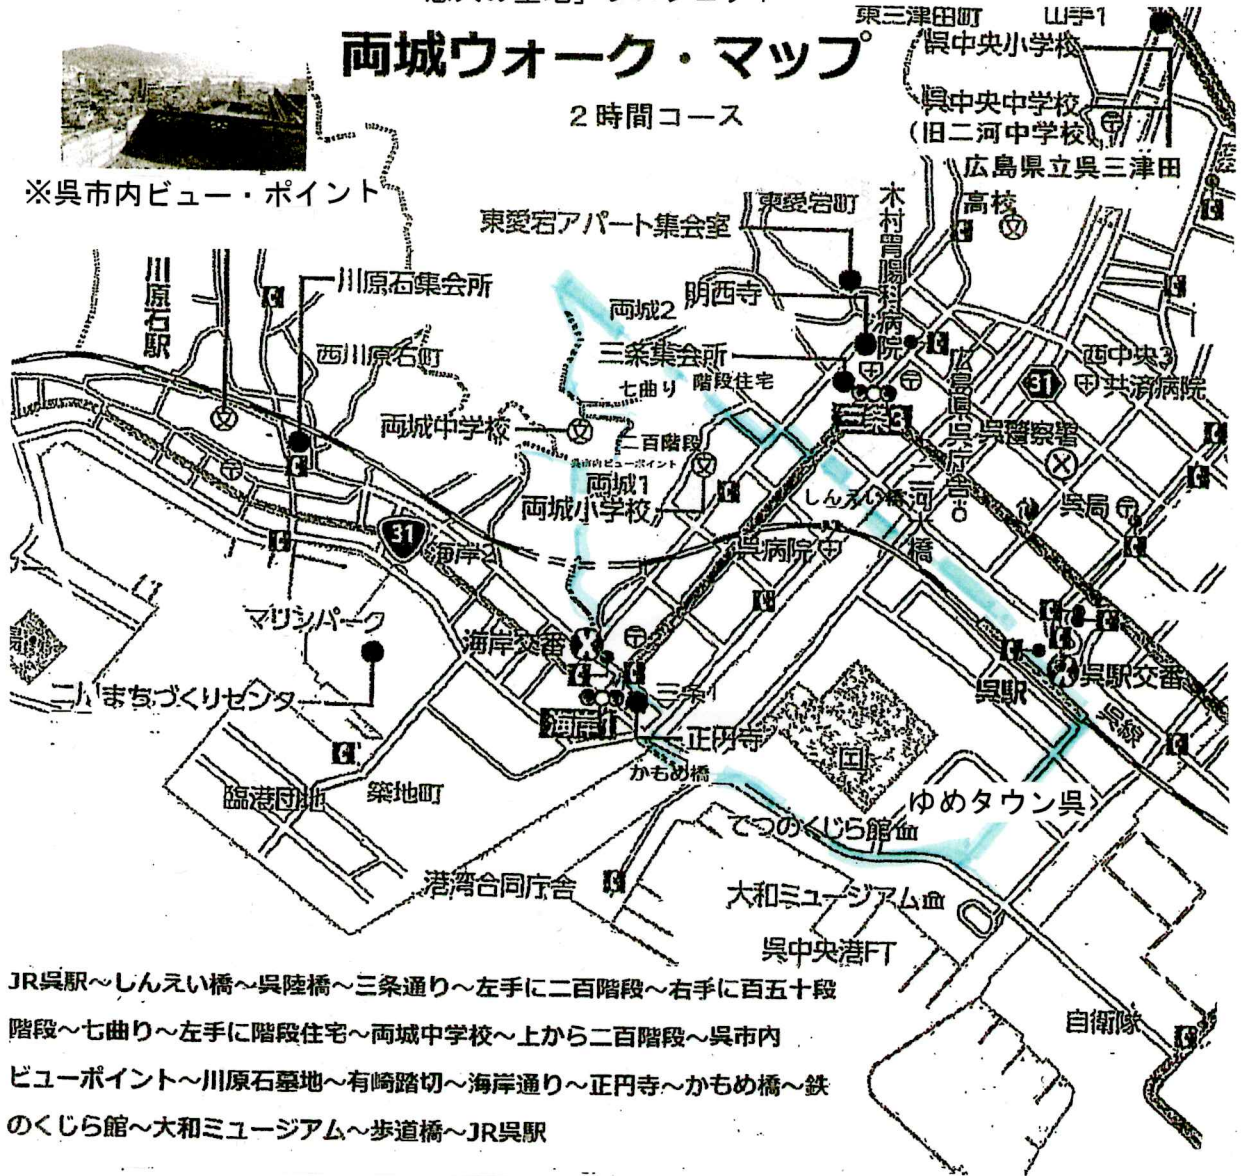 両城ウォーク・マップ
2時間コース
※呉市内ビュー・ポイント
東三津田町
山手1
呉中央小学校
呉中央中学校
(旧二河中学校)
広島県立呉三津田
高校
東愛宕町
東愛宕アパート集会室
木村胃腸科病院
川原石駅
川原石集会所
明西寺
両城2
三条集会所
西川原石町
七曲り
階段住宅
広島県呉庁舎
西中央3
31
共済病院
両城中学校
二百階段
三条3
呉警察署
呉市内ビューポイント
両城1
両城小学校
しんえい橋
二河大橋
呉局
31
海岸2
呉病院
マリンパーク
海岸交番
三条1
呉駅
呉駅交番
二川まちづくりセンター
海岸1
正円寺
呉線
かもめ橋
臨港団地
築地町
ゆめタウン呉
てつのくじら館
港湾合同庁舎
大和ミュージアム
呉中央港FT
自衛隊
JR呉駅～しんえい橋～呉陸橋～三条通り～左手に二百階段～右手に百五十段
階段～七曲り～左手に階段住宅～両城中学校～上から二百階段～呉市内
ビューポイント～川原石墓地～有崎踏切～海岸通り～正円寺～かもめ橋～鉄
のくじら館～大和ミュージアム～歩道橋～JR呉駅